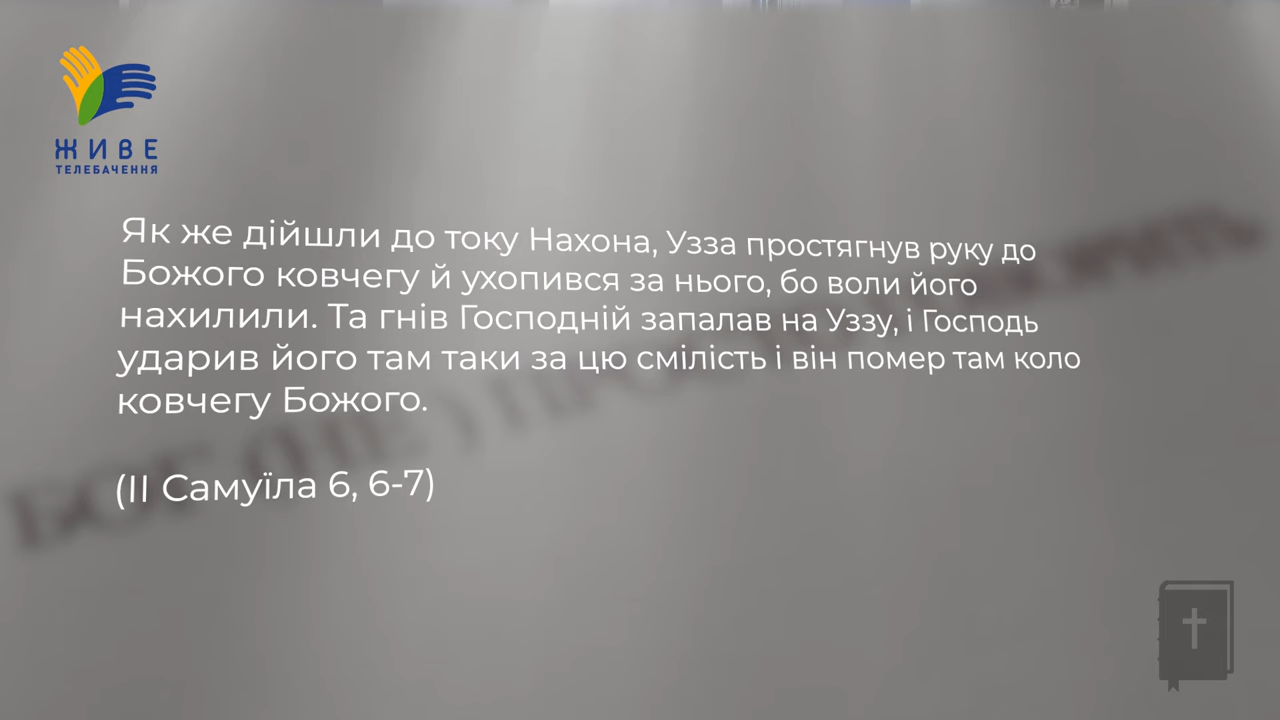 ЖИВЕ
ТЕЛЕБАЧЕННЯ
Як же дійшли до току Нахона, Узза простягнув руку до
Божого ковчегу й ухопився за нього, бо воли його
нахилили. Та гнів Господній запалав на Уззу, і Господь
ударив його там таки за цю смілість і він помер там коло
ковчегу Божого.
(II Самуїла 6, 6-7)